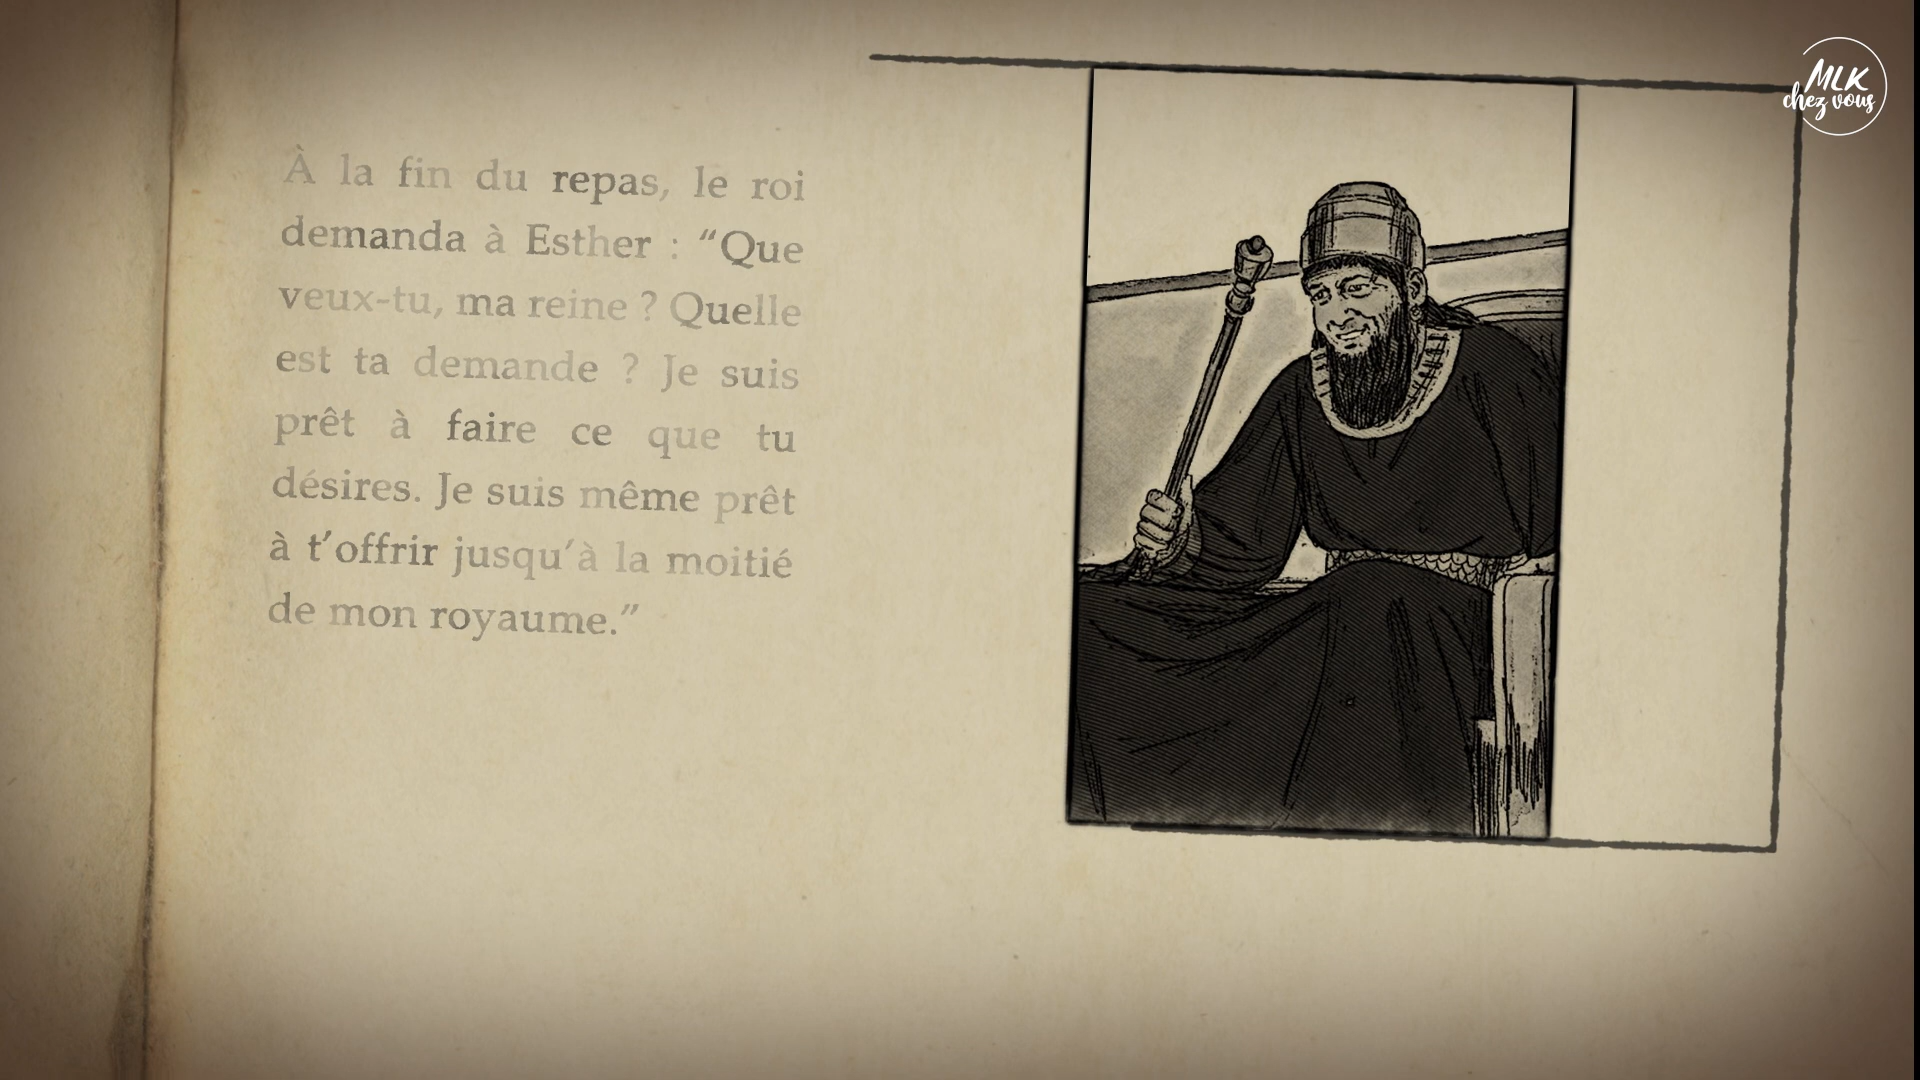 À la fin du repas, le roi
demanda à Esther : “Que
veux-tu, ma reine ? Quelle
est ta demande ? Je suis
prêt à faire ce que tu
désires. Je suis même prêt
à t’offrir jusqu’à la moitié
de mon royaume.”
MLK
chez vous